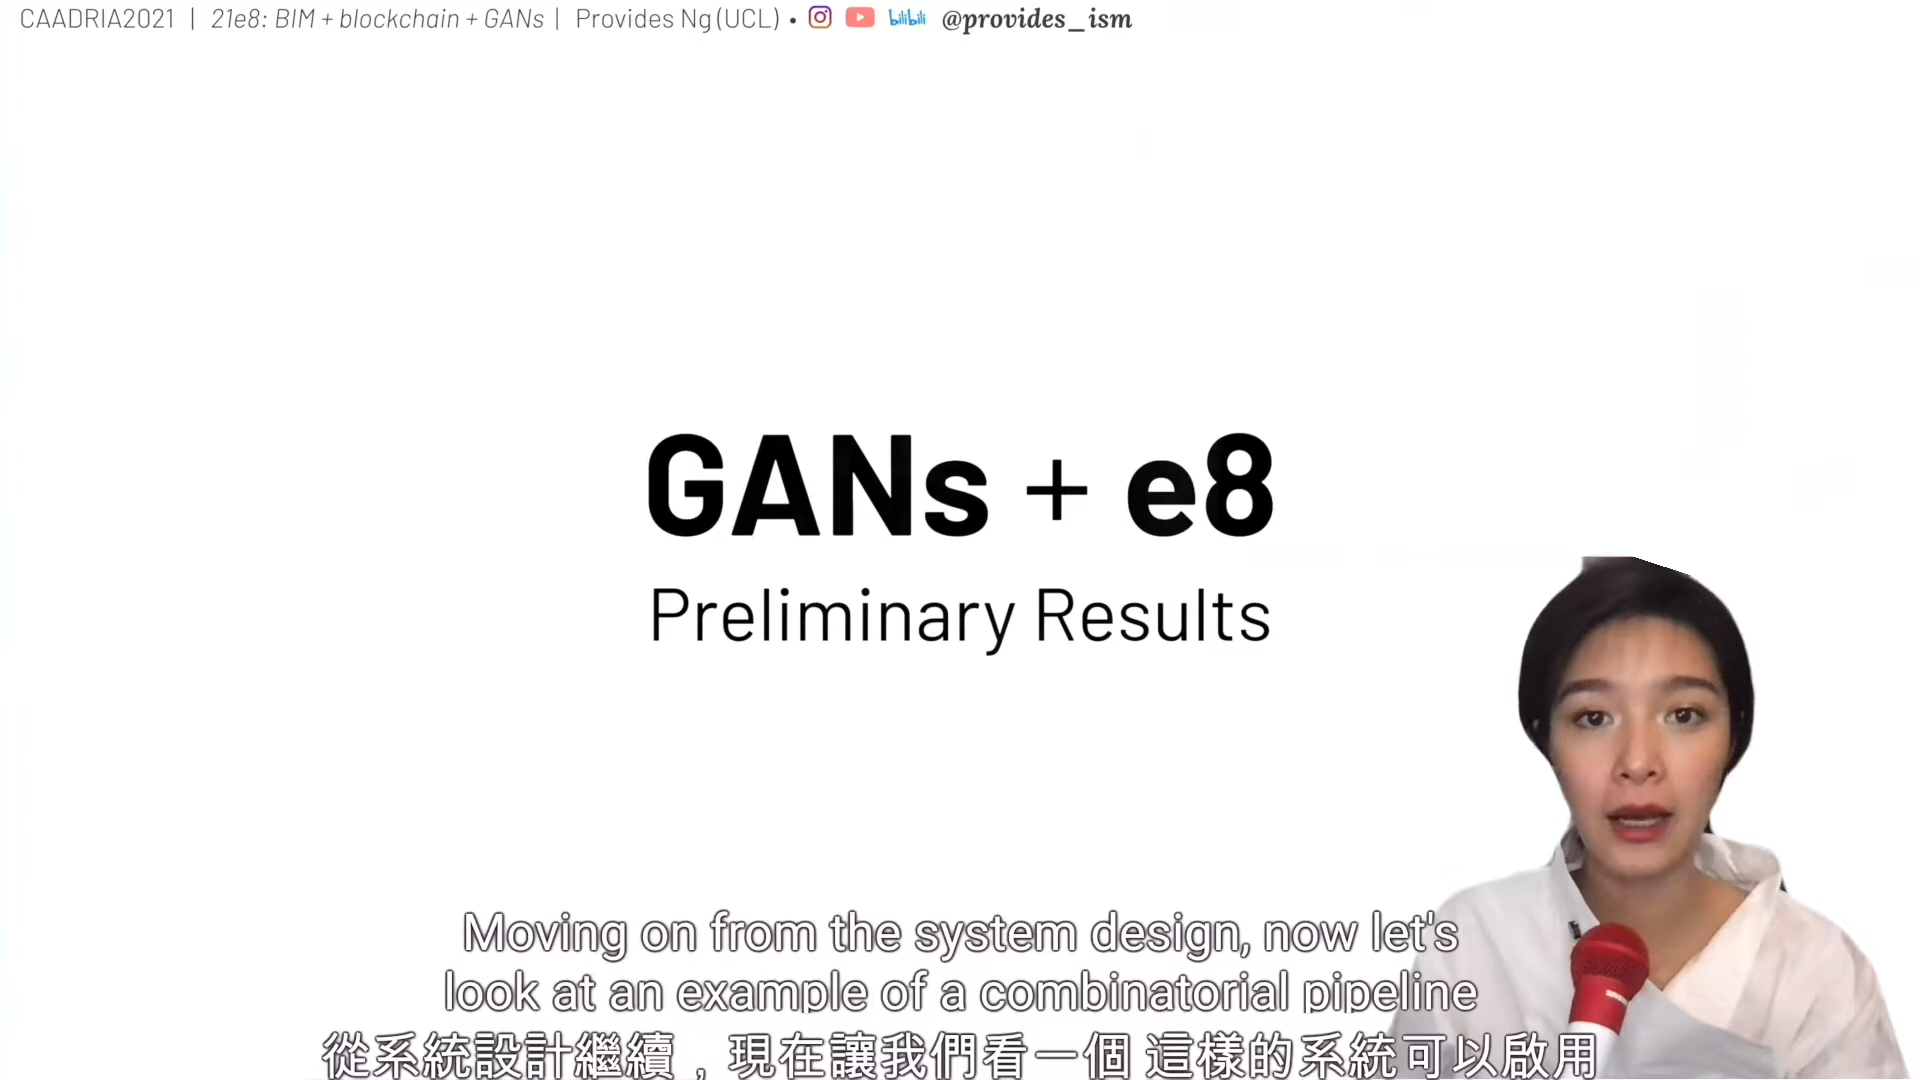 CAADRIA2021 | 21e8: BIM + blockchain + GANs | Provides Ng (UCL) • bilibili @provides_ism
GANs + e8
Preliminary Results
Moving on from the system design, now let's
look at an example of a combinatorial pipeline
從系統設計繼續，現在讓我們看一個 這樣的系統可以啟用